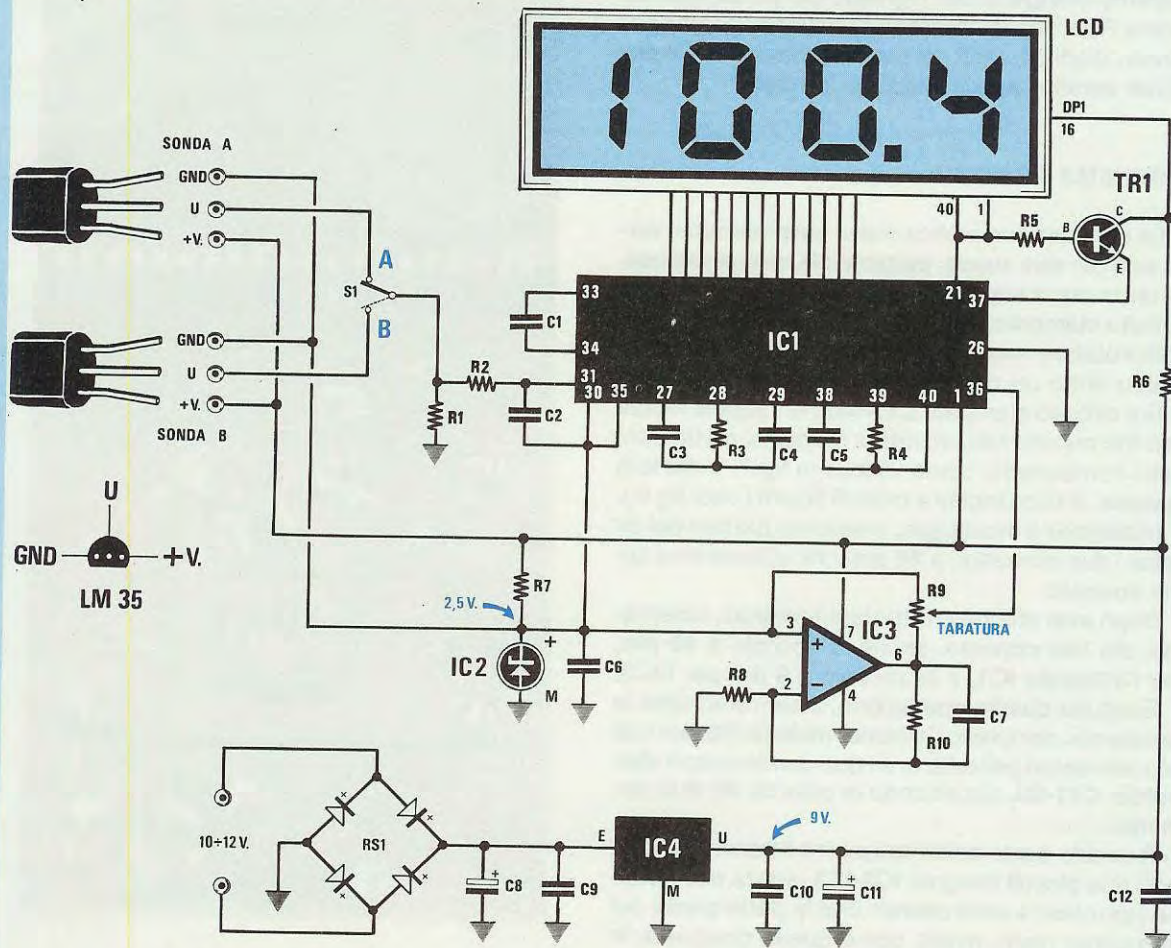 LCD
100.4
DP1
16
SONDA A
GND
U
+V.
A
S1
B
GND
U
+V.
SONDA B
40 1
R5
B
C
E
TR1
33
C1
34
R2
31
30 35
C2
R1
IC1
21
37
26
36
27 28 29 38 39 40 1
C3 R3 C4 C5 R4
R6
U
GND +V.
LM 35
R7
2,5 V.
IC2
+
M
C6
R9
TARATURA
IC3
3
+
7
6
2
−
4
R8
C7
R10
10÷12 V.
RS1
+
C8
C9
E
IC4
U
M
9 V.
C10
+
C11
C12